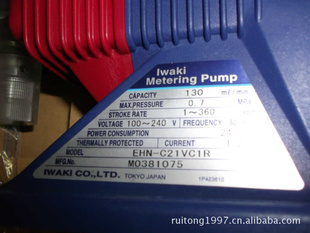 Iwaki
Metering Pump
CAPACITY 130 ml/min
MAX.PRESSURE 0.7 MPa
STROKE RATE 1~360
VOLTAGE 100~240 V FREQUENCY
POWER CONSUMPTION 24
THERMALLY PROTECTED CURRENT
MODEL EHN-C21VC1R
MFG.No. M0381075
IWAKI CO.,LTD. TOKYO JAPAN
ruitong1997.cn.alibaba.com